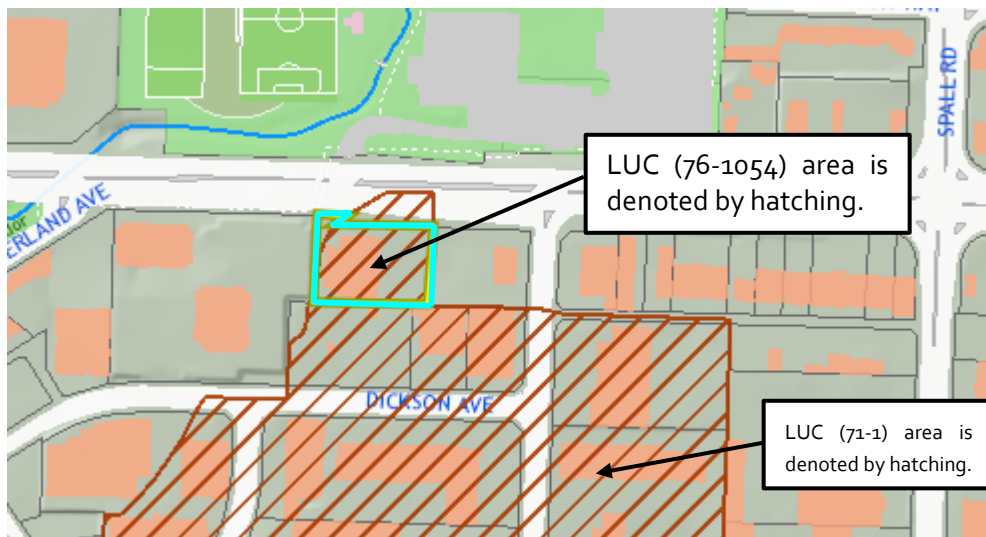 SPALL RD
LUC (76-1054) area is
denoted by hatching.
ERLAND AVE
DICKSON AVE
LUC (71-1) area is
denoted by hatching.